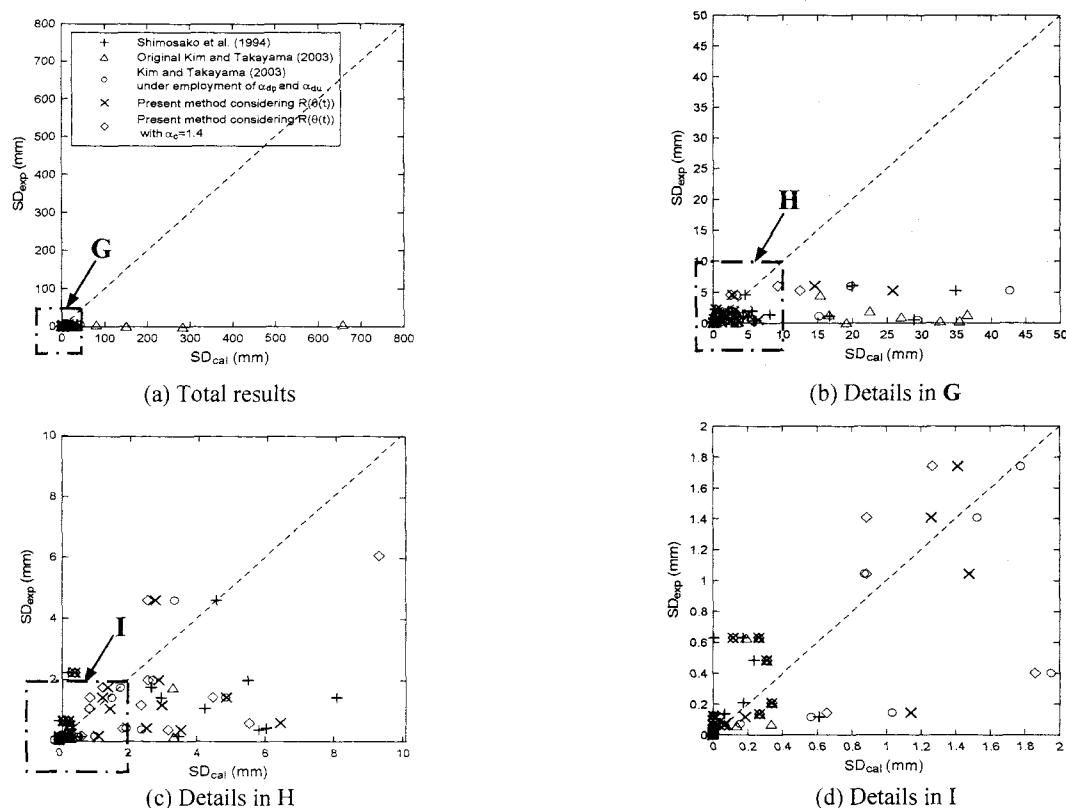 800
700
600
500
400
300
200
100
0
SDexp (mm)
+ Shimosako et al. (1994)
△ Original Kim and Takayama (2003)
○ Kim and Takayama (2003)
under employment of αdp and αdu
× Present method considering R(θ(t))
◇ Present method considering R(θ(t))
with αc=1.4
G
0 100 200 300 400 500 600 700 800
SDcal (mm)
(a) Total results
50
45
40
35
30
25
20
15
10
5
0
SDexp (mm)
H
0 5 10 15 20 25 30 35 40 45 50
SDcal (mm)
(b) Details in G
10
8
6
4
2
0
SDexp (mm)
I
0 2 4 6 8 10
SDcal (mm)
(c) Details in H
2
1.8
1.6
1.4
1.2
1
0.8
0.6
0.4
0.2
0
SDexp (mm)
0 0.2 0.4 0.6 0.8 1 1.2 1.4 1.6 1.8 2
SDcal (mm)
(d) Details in I